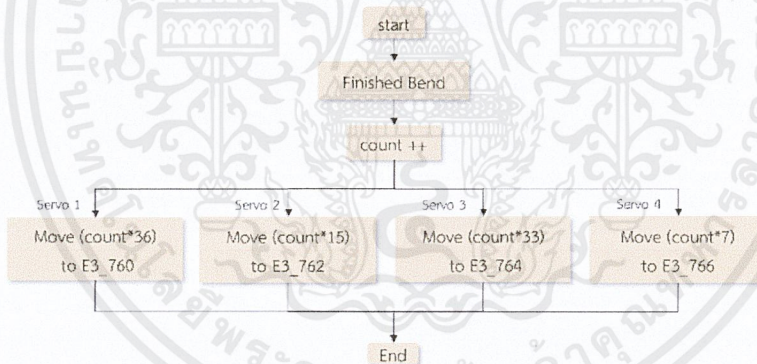 start
Finished Bend
count ++
Servo 1
Servo 2
Servo 3
Servo 4
Move (count*36)
to E3_760
Move (count*15)
to E3_762
Move (count*33)
to E3_764
Move (count*7)
to E3_766
End